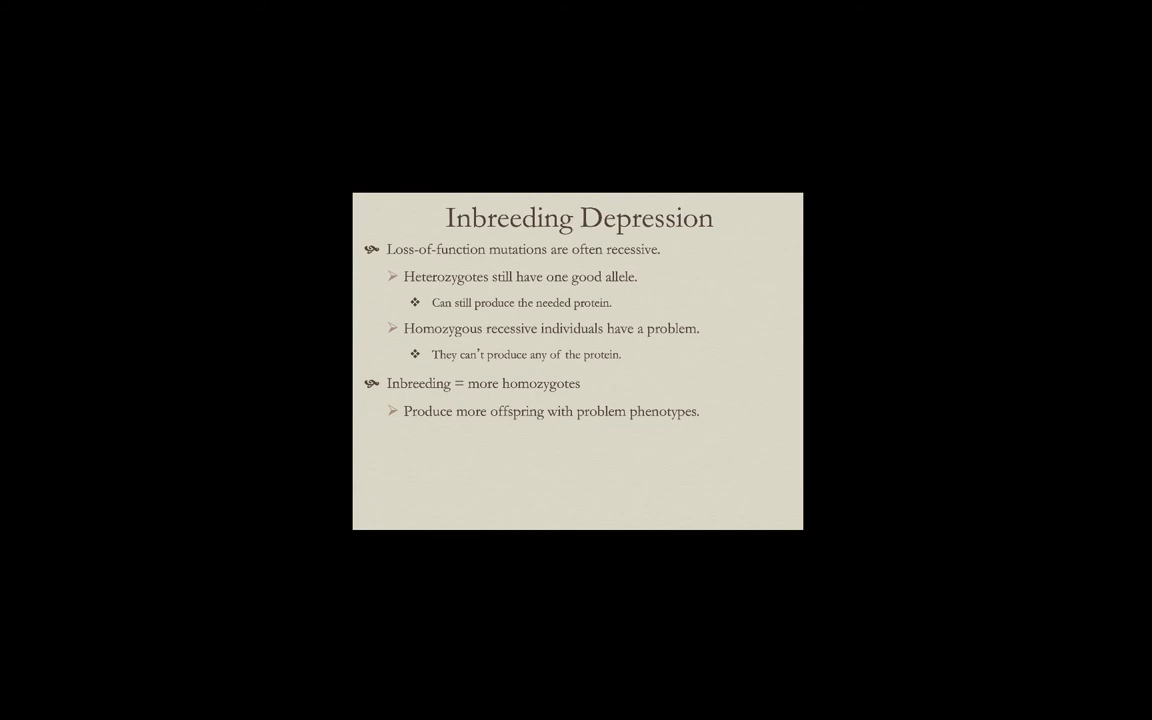 Inbreeding Depression
Loss-of-function mutations are often recessive.
Heterozygotes still have one good allele.
Can still produce the needed protein.
Homozygous recessive individuals have a problem.
They can’t produce any of the protein.
Inbreeding = more homozygotes
Produce more offspring with problem phenotypes.